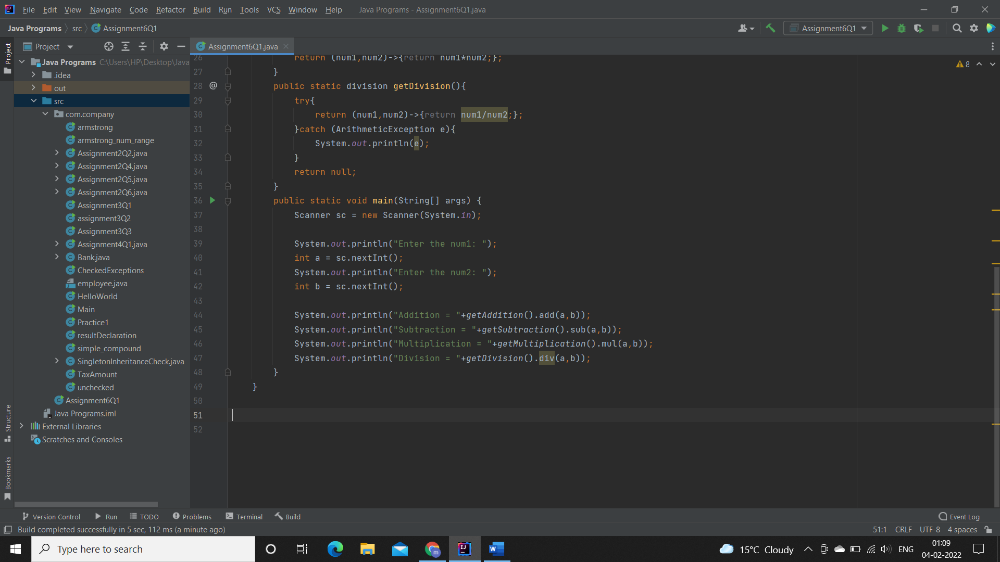 File Edit View Navigate Code Refactor Build Run Tools VCS Window Help Java Programs - Assignment6Q1.java
Java Programs src Assignment6Q1 Assignment6Q1
Project Assignment6Q1.java
Project
Java Programs C:\Users\HP\Desktop\Java
.idea
out
src
com.company
armstrong
armstrong_num_range
Assignment2Q2.java
Assignment2Q4.java
Assignment2Q5.java
Assignment2Q6.java
Assignment3Q1
assignment3Q2
Assignment3Q3
Assignment4Q1.java
Bank.java
CheckedExceptions
employee.java
HelloWorld
Main
Practice1
resultDeclaration
simple_compound
SingletonInheritanceCheck.java
TaxAmount
unchecked
Assignment6Q1
Java Programs.iml
External Libraries
Scratches and Consoles
Structure
Bookmarks
8
26 return (num1,num2)->{return num1*num2;};
27 }
28 @ public static division getDivision(){
29 try{
30 return (num1,num2)->{return num1/num2;};
31 }catch (ArithmeticException e){
32 System.out.println(e);
33 }
34 return null;
35 }
36 public static void main(String[] args) {
37 Scanner sc = new Scanner(System.in);
38
39 System.out.println("Enter the num1: ");
40 int a = sc.nextInt();
41 System.out.println("Enter the num2: ");
42 int b = sc.nextInt();
43
44 System.out.println("Addition = "+getAddition().add(a,b));
45 System.out.println("Subtraction = "+getSubtraction().sub(a,b));
46 System.out.println("Multiplication = "+getMultiplication().mul(a,b));
47 System.out.println("Division = "+getDivision().div(a,b));
48 }
49 }
50
51
52
Version Control Run TODO Problems Terminal Build Event Log
Build completed successfully in 5 sec, 112 ms (a minute ago) 51:1 CRLF UTF-8 4 spaces
Type here to search 15°C Cloudy ENG 01:09
04-02-2022